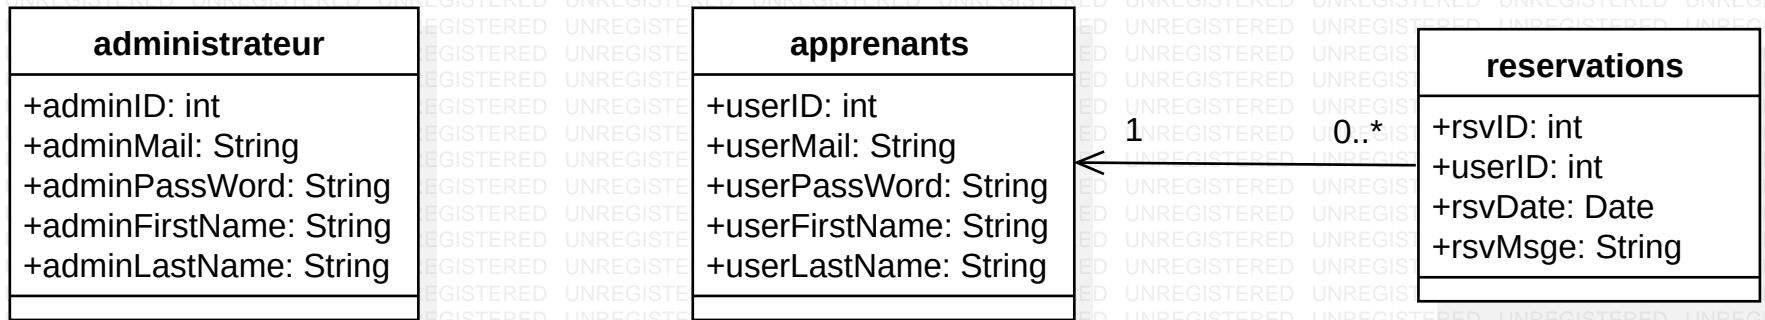 administrateur
+adminID: int
+adminMail: String
+adminPassWord: String
+adminFirstName: String
+adminLastName: String
apprenants
+userID: int
+userMail: String
+userPassWord: String
+userFirstName: String
+userLastName: String
1
0..*
reservations
+rsvID: int
+userID: int
+rsvDate: Date
+rsvMsge: String
UNREGISTERED